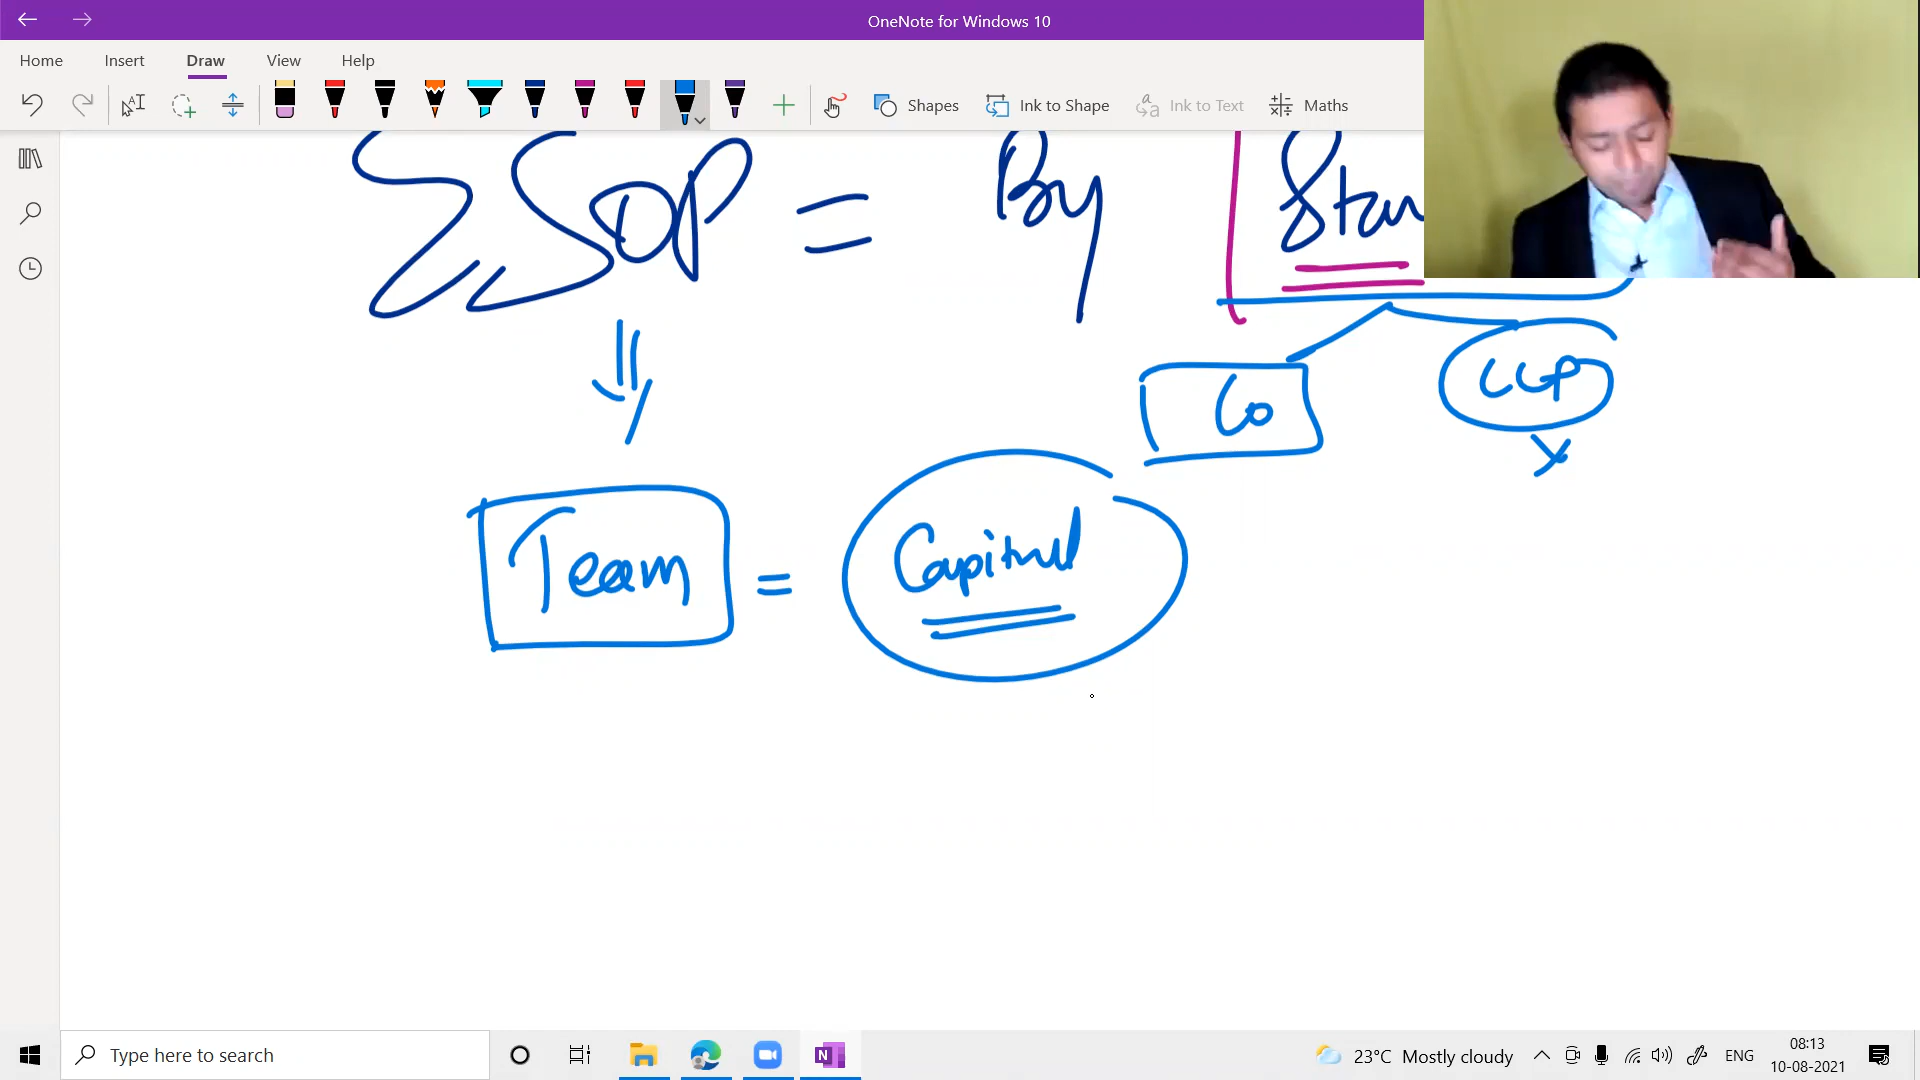 OneNote for Windows 10
Home Insert Draw View Help
Shapes Ink to Shape Ink to Text Maths
ESOP = By Star
Co LLP
Team = Capital
Type here to search
23°C Mostly cloudy ENG 08:13
10-08-2021